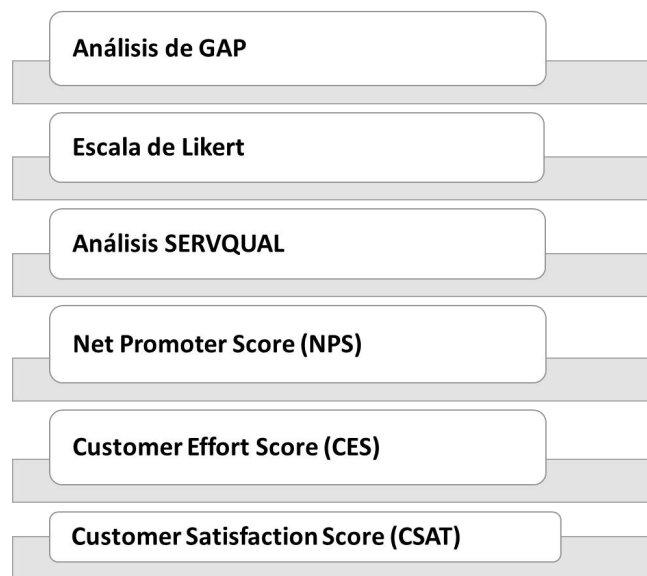 Análisis de GAP
Escala de Likert
Análisis SERVQUAL
Net Promoter Score (NPS)
Customer Effort Score (CES)
Customer Satisfaction Score (CSAT)